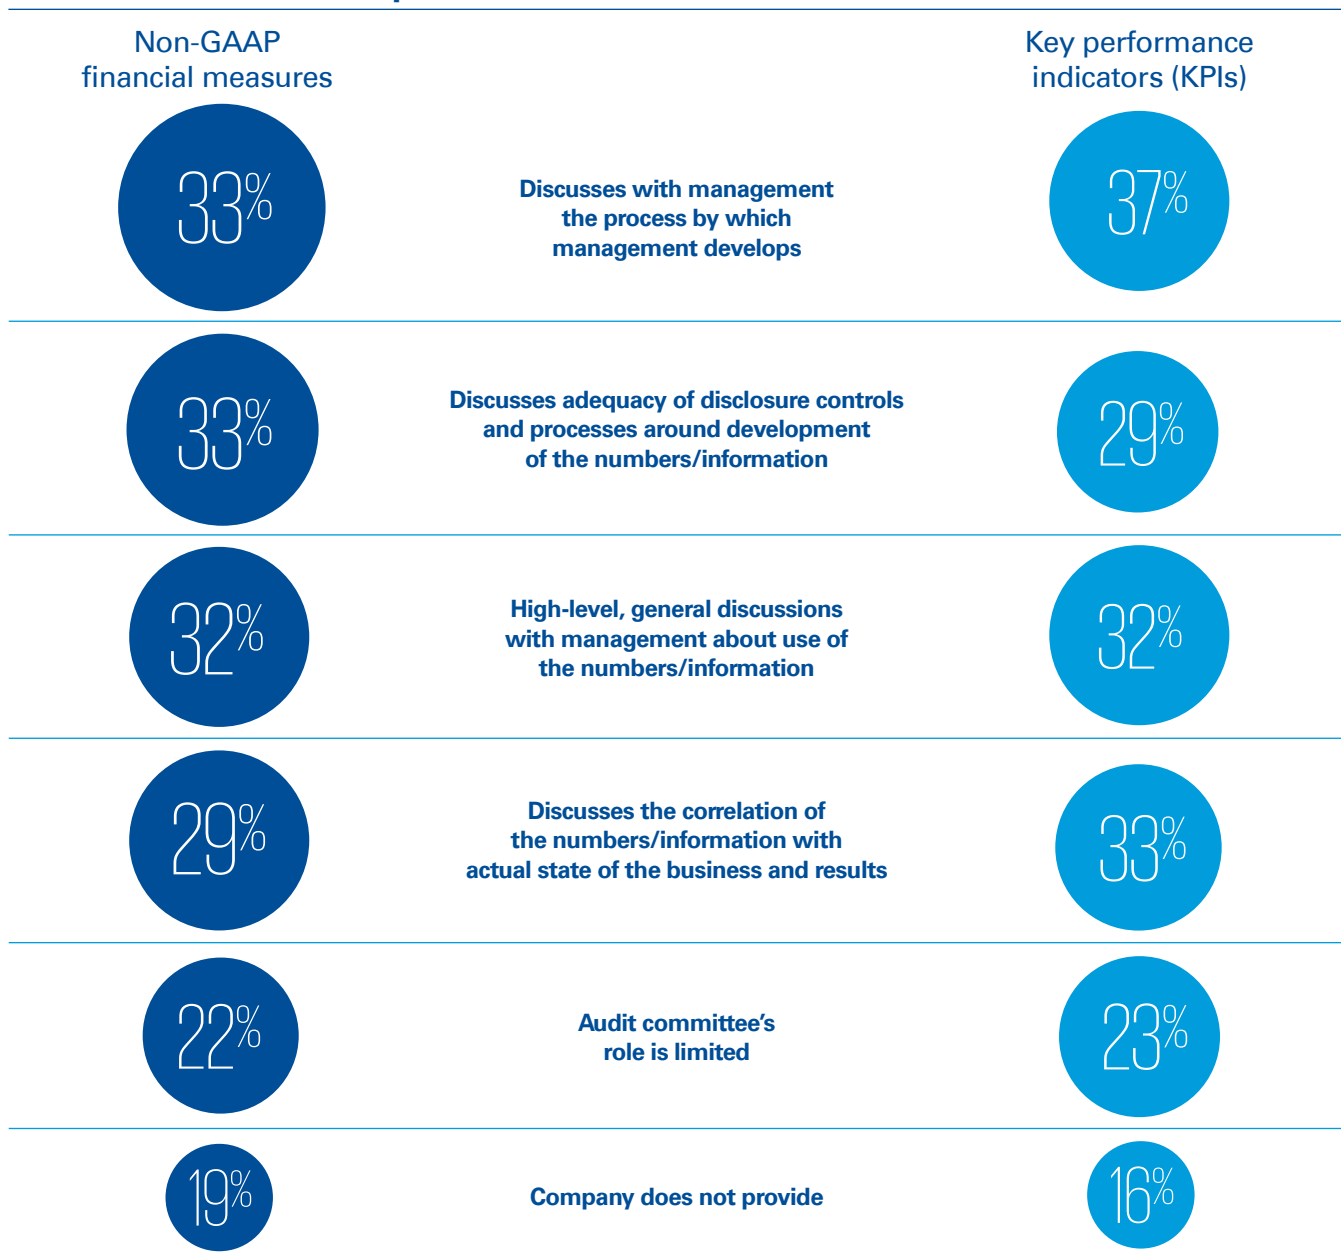 Non-GAAP
financial measures
Key performance
indicators (KPIs)
33%
Discusses with management
the process by which
management develops
37%
33%
Discusses adequacy of disclosure controls
and processes around development
of the numbers/information
29%
32%
High-level, general discussions
with management about use of
the numbers/information
32%
29%
Discusses the correlation of
the numbers/information with
actual state of the business and results
33%
22%
Audit committee’s
role is limited
23%
19%
Company does not provide
16%